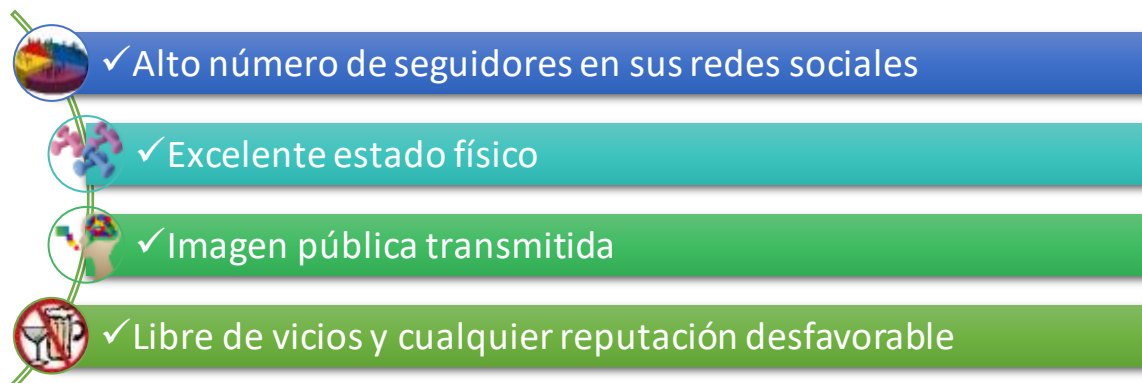 ✓Alto número de seguidores en sus redes sociales
✓Excelente estado físico
✓Imagen pública transmitida
✓Libre de vicios y cualquier reputación desfavorable